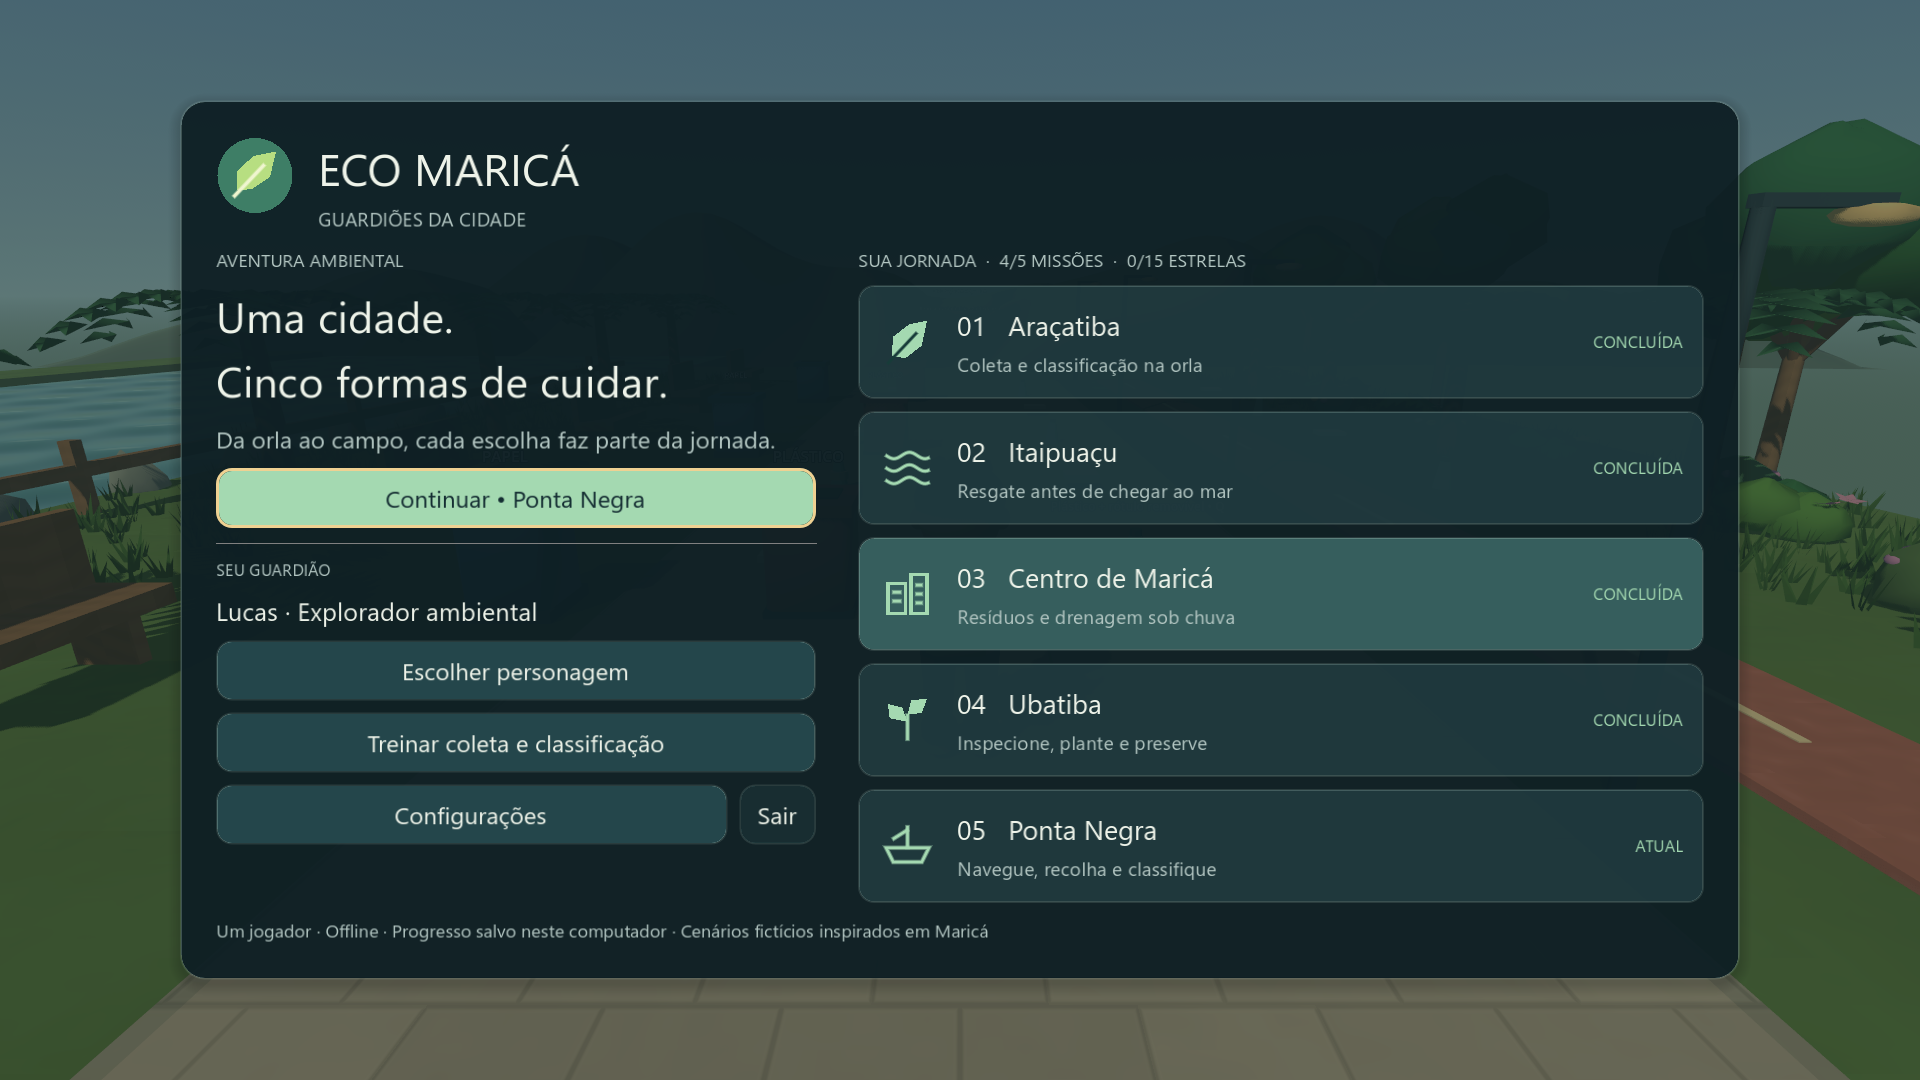 ECO MARICÁ
GUARDIÕES DA CIDADE
AVENTURA AMBIENTAL
Uma cidade.
Cinco formas de cuidar.
Da orla ao campo, cada escolha faz parte da jornada.
Continuar • Ponta Negra
SEU GUARDIÃO
Lucas · Explorador ambiental
Escolher personagem
Treinar coleta e classificação
Configurações
Sair
SUA JORNADA · 4/5 MISSÕES · 0/15 ESTRELAS
01 Araçatiba
Coleta e classificação na orla
CONCLUÍDA
02 Itaipuaçu
Resgate antes de chegar ao mar
CONCLUÍDA
03 Centro de Maricá
Resíduos e drenagem sob chuva
CONCLUÍDA
04 Ubatiba
Inspecione, plante e preserve
CONCLUÍDA
05 Ponta Negra
Navegue, recolha e classifique
ATUAL
Um jogador · Offline · Progresso salvo neste computador · Cenários fictícios inspirados em Maricá